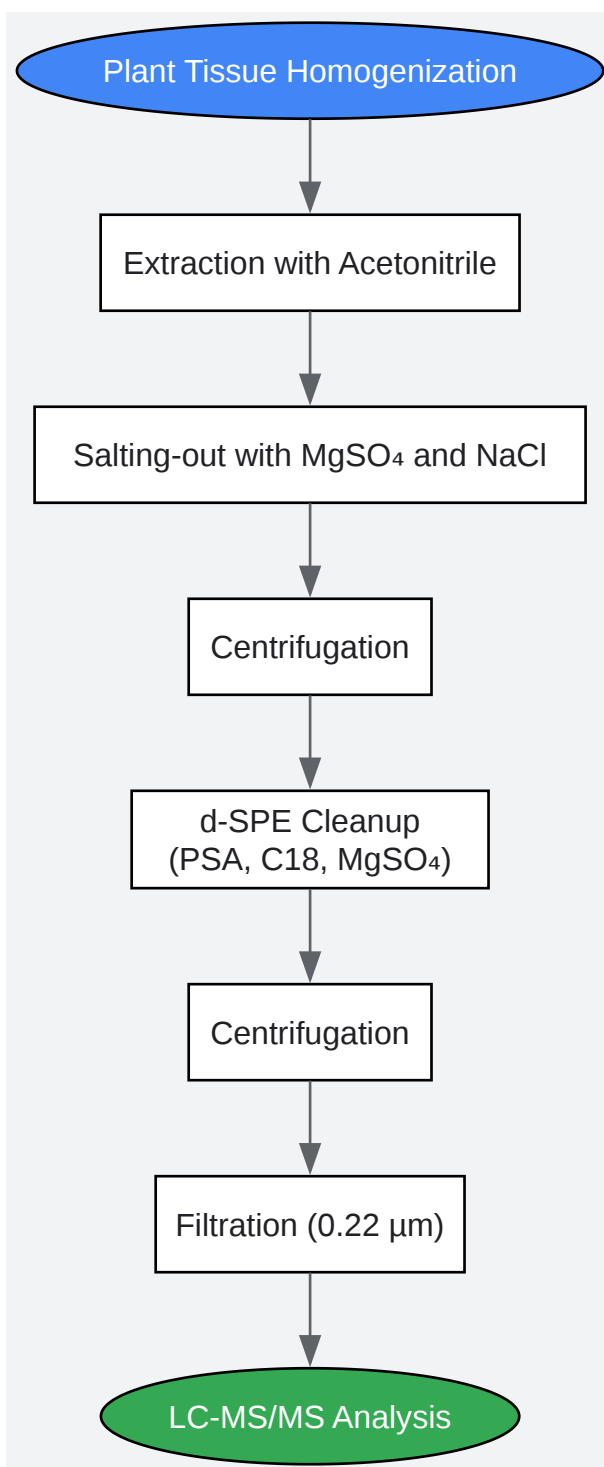 Plant Tissue Homogenization
Extraction with Acetonitrile
Salting-out with MgSO₄ and NaCl
Centrifugation
d-SPE Cleanup
(PSA, C18, MgSO₄)
Centrifugation
Filtration (0.22 µm)
LC-MS/MS Analysis